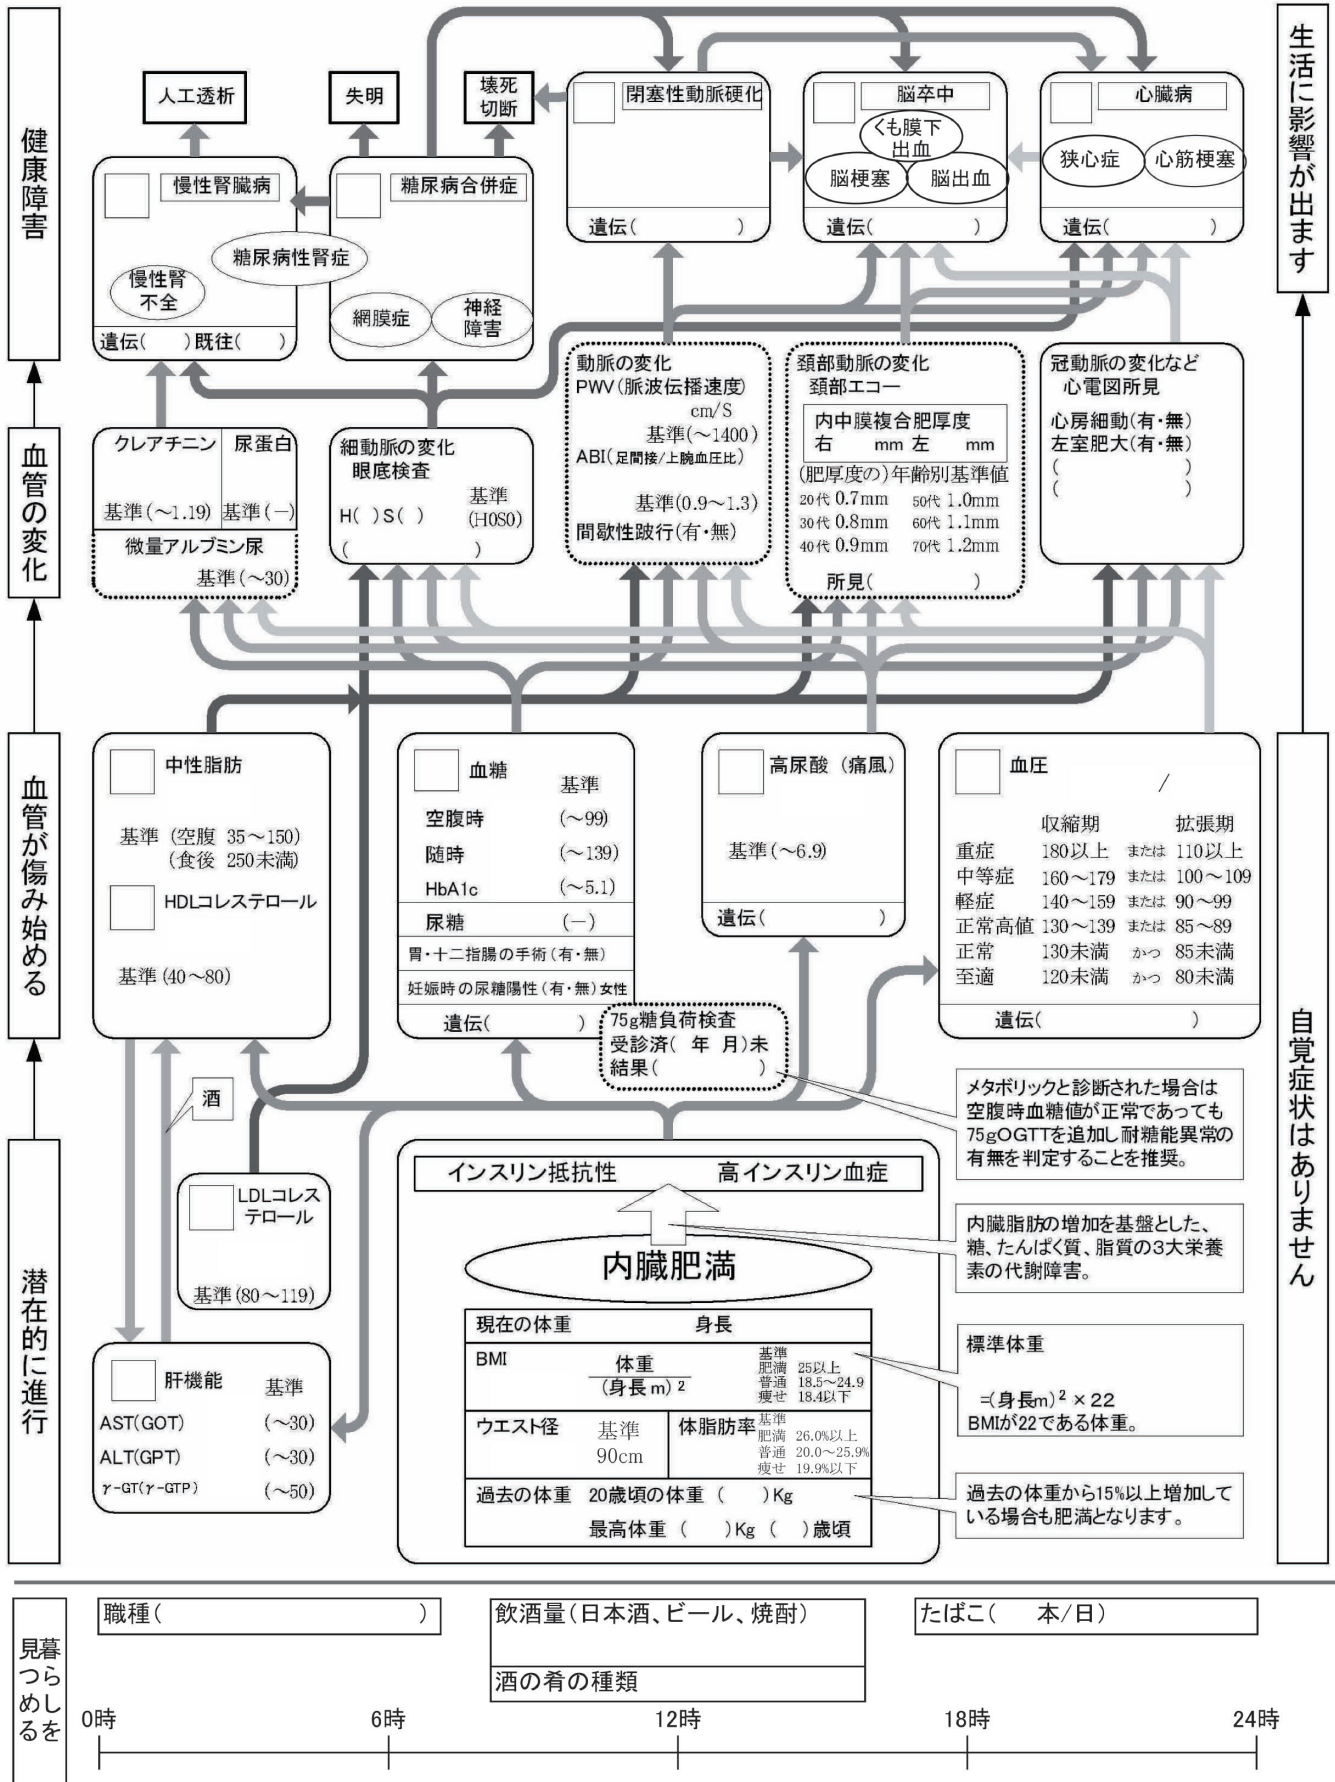 健康障害
血管の変化
血管が傷み始める
潜在的に進行
生活に影響が出ます
自覚症状はありません
人工透析
失明
壊死
切断
閉塞性動脈硬化
遺伝(　　　)
脳卒中
くも膜下
出血
脳梗塞
脳出血
遺伝(　　　)
心臓病
狭心症
心筋梗塞
遺伝(　　　)
慢性腎臓病
糖尿病性腎症
慢性腎
不全
遺伝(　　)既往(　　)
糖尿病合併症
網膜症
神経
障害
クレアチニン
基準(～1.19)
尿蛋白
基準(－)
微量アルブミン尿
基準(～30)
細動脈の変化
眼底検査
基準
H(　)S(　)　(H0S0)
(　　　)
動脈の変化
PWV(脈波伝播速度)
cm/S
基準(～1400)
ABI(足間接/上腕血圧比)
基準(0.9～1.3)
間歇性跛行(有・無)
頚部動脈の変化
頚部エコー
内中膜複合肥厚度
右　　mm 左　　mm
(肥厚度の)年齢別基準値
20代 0.7mm　50代 1.0mm
30代 0.8mm　60代 1.1mm
40代 0.9mm　70代 1.2mm
所見(　　　)
冠動脈の変化など
心電図所見
心房細動(有・無)
左室肥大(有・無)
(　　　)
(　　　)
中性脂肪
基準 (空腹 35～150)
(食後 250未満)
HDLコレステロール
基準 (40～80)
血糖
基準
空腹時　(～99)
随時　(～139)
HbA1c　(～5.1)
尿糖　(－)
胃・十二指腸の手術(有・無)
妊娠時の尿糖陽性(有・無)女性
遺伝(　　　)
75g糖負荷検査
受診済(　年　月)未
結果(　　　)
高尿酸（痛風）
基準(～6.9)
遺伝(　　　)
血圧
/
収縮期　拡張期
重症　180以上　または　110以上
中等症　160～179　または　100～109
軽症　140～159　または　90～99
正常高値　130～139　または　85～89
正常　130未満　かつ　85未満
至適　120未満　かつ　80未満
遺伝(　　　)
酒
LDLコレス
テロール
基準(80～119)
肝機能　基準
AST(GOT)　(～30)
ALT(GPT)　(～30)
γ-GT(γ-GTP)　(～50)
インスリン抵抗性　高インスリン血症
内臓肥満
現在の体重　身長
BMI
体重
(身長 m) 2
基準
肥満 25以上
普通 18.5～24.9
痩せ 18.4以下
ウエスト径　基準
90cm
体脂肪率
基準
肥満 26.0%以上
普通 20.0～25.9%
痩せ 19.9%以下
過去の体重　20歳頃の体重（　　)Kg
最高体重（　　)Kg（　)歳頃
メタボリックと診断された場合は
空腹時血糖値が正常であっても
75gOGTTを追加し耐糖能異常の
有無を判定することを推奨。
内臓脂肪の増加を基盤とした、
糖、たんぱく質、脂質の3大栄養
素の代謝障害。
標準体重
=(身長m) 2 × 22
BMIが22である体重。
過去の体重から15%以上増加して
いる場合も肥満となります。
暮らしを
見つめる
職種(　　　)
飲酒量(日本酒、ビール、焼酎)
酒の肴の種類
たばこ(　　本/日)
0時　6時　12時　18時　24時